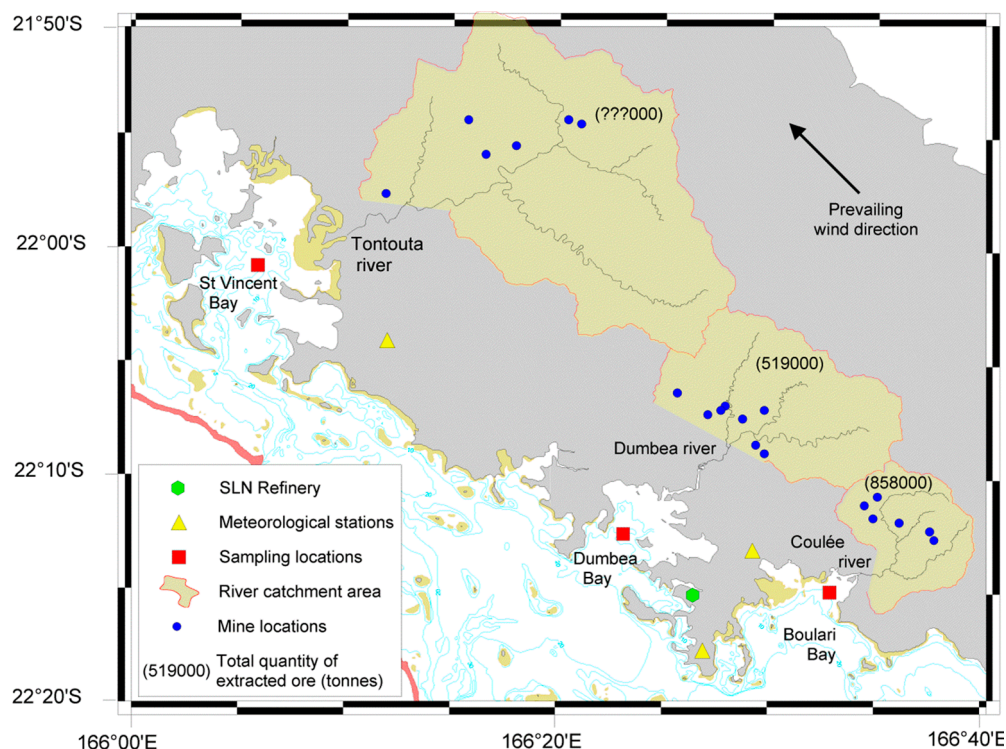 21°50'S
(???000)
Prevailing
wind direction
22°00'S
Tontouta
river
St Vincent
Bay
(519000)
Dumbea river
22°10'S
(858000)
SLN Refinery
Meteorological stations
Sampling locations
River catchment area
Mine locations
(519000) Total quantity of
extracted ore (tonnes)
Dumbea
Bay
Coulée
river
Boulari
Bay
22°20'S
166°00'E
166°20'E
166°40'E